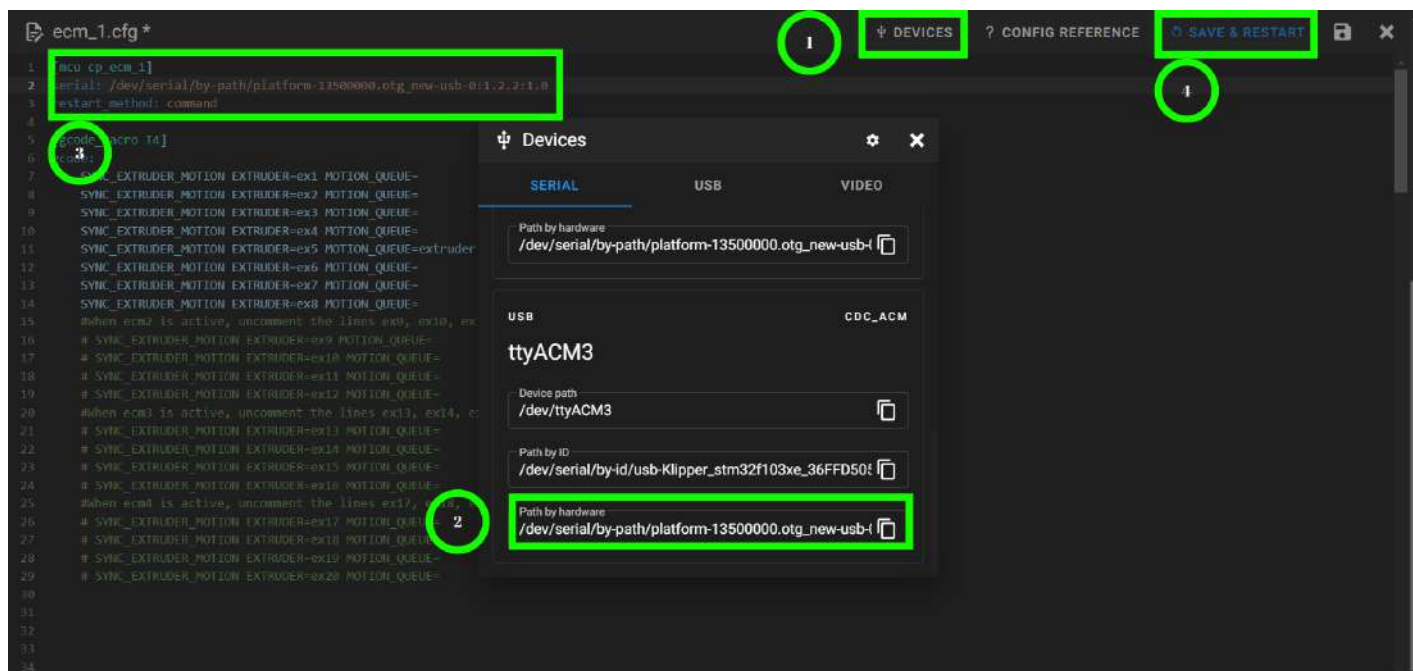 ecm_1.cfg *
1
DEVICES
? CONFIG REFERENCE
SAVE & RESTART
4
1 [mcu cp_ecm_1]
2 serial: /dev/serial/by-path/platform-13500000.otg_new-usb-0:1.2.2:1.0
3 restart_method: command
4
5 T4]
3
6
7 SYNC_EXTRUDER_MOTION EXTRUDER=ex1 MOTION_QUEUE=
8 SYNC_EXTRUDER_MOTION EXTRUDER=ex2 MOTION_QUEUE=
9 SYNC_EXTRUDER_MOTION EXTRUDER=ex3 MOTION_QUEUE=
10 SYNC_EXTRUDER_MOTION EXTRUDER=ex4 MOTION_QUEUE=
11 SYNC_EXTRUDER_MOTION EXTRUDER=ex5 MOTION_QUEUE=extruder
12 SYNC_EXTRUDER_MOTION EXTRUDER=ex6 MOTION_QUEUE=
13 SYNC_EXTRUDER_MOTION EXTRUDER=ex7 MOTION_QUEUE=
14 SYNC_EXTRUDER_MOTION EXTRUDER=ex8 MOTION_QUEUE=
15 #When ecm2 is active, uncomment the lines ex9, ex10, ex
16 # SYNC_EXTRUDER_MOTION EXTRUDER=ex9 MOTION_QUEUE=
17 # SYNC_EXTRUDER_MOTION EXTRUDER=ex10 MOTION_QUEUE=
18 # SYNC_EXTRUDER_MOTION EXTRUDER=ex11 MOTION_QUEUE=
19 # SYNC_EXTRUDER_MOTION EXTRUDER=ex12 MOTION_QUEUE=
20 #When ecm3 is active, uncomment the lines ex13, ex14, e
21 # SYNC_EXTRUDER_MOTION EXTRUDER=ex13 MOTION_QUEUE=
22 # SYNC_EXTRUDER_MOTION EXTRUDER=ex14 MOTION_QUEUE=
23 # SYNC_EXTRUDER_MOTION EXTRUDER=ex15 MOTION_QUEUE=
24 # SYNC_EXTRUDER_MOTION EXTRUDER=ex16 MOTION_QUEUE=
25 #When ecm4 is active, uncomment the lines ex17,
26 # SYNC_EXTRUDER_MOTION EXTRUDER=ex17 MOTION_QUEUE=
27 # SYNC_EXTRUDER_MOTION EXTRUDER=ex18 MOTION_QUEUE=
28 # SYNC_EXTRUDER_MOTION EXTRUDER=ex19 MOTION_QUEUE=
29 # SYNC_EXTRUDER_MOTION EXTRUDER=ex20 MOTION_QUEUE=
30
31
32
33
34
Devices
SERIAL USB VIDEO
Path by hardware
/dev/serial/by-path/platform-13500000.otg_new-usb-(
USB CDC_ACM
ttyACM3
Device path
/dev/ttyACM3
Path by ID
/dev/serial/by-id/usb-Klipper_stm32f103xe_36FFD505
2
Path by hardware
/dev/serial/by-path/platform-13500000.otg_new-usb-(